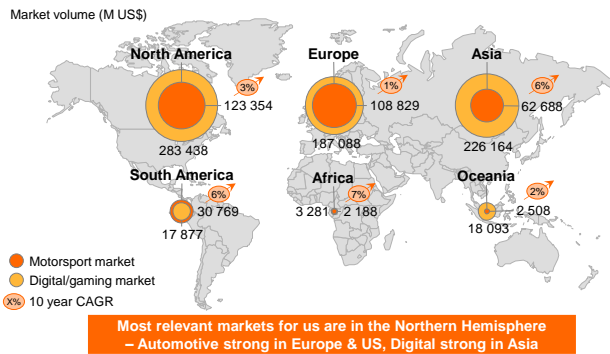 Market volume (M US$)
North America
3%
123 354
283 438
Europe
1%
108 829
187 088
Asia
6%
62 688
226 164
South America
6%
30 769
17 877
Africa
7%
3 281
2 188
Oceania
2%
2 508
18 093
Motorsport market
Digital/gaming market
X% 10 year CAGR
Most relevant markets for us are in the Northern Hemisphere
– Automotive strong in Europe & US, Digital strong in Asia